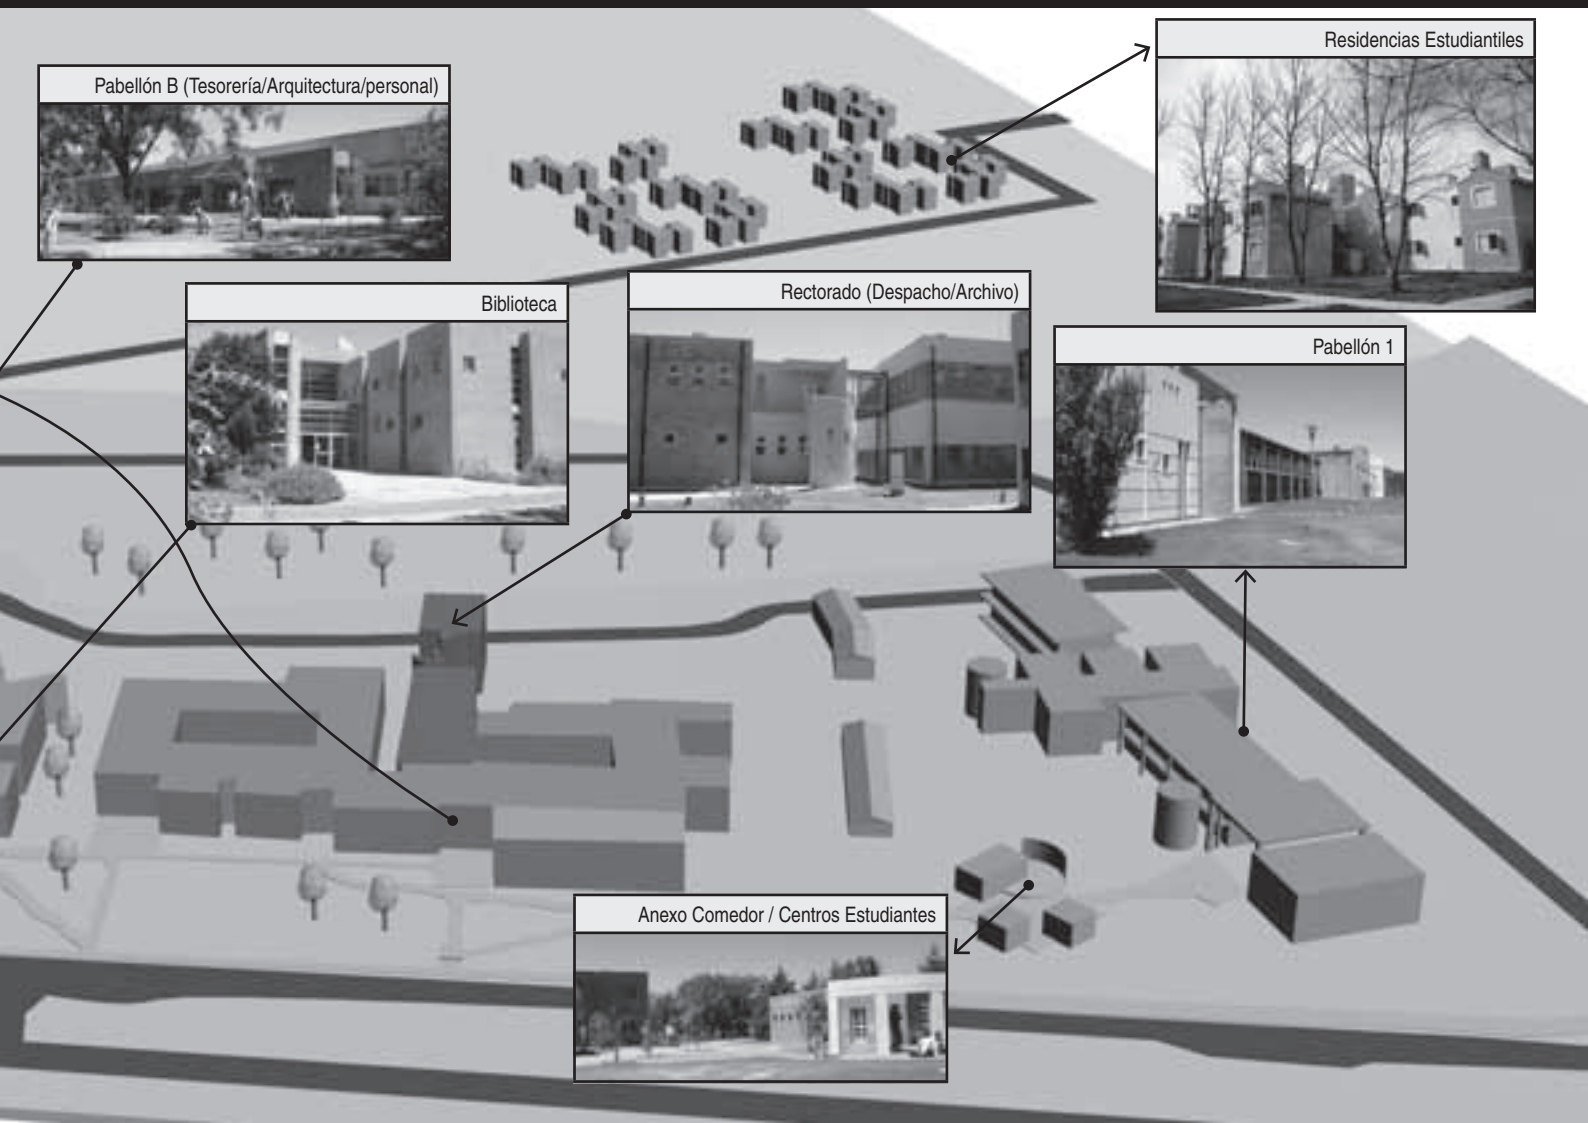 Residencias Estudiantiles
Pabellón B (Tesorería/Arquitectura/personal)
Biblioteca
Rectorado (Despacho/Archivo)
Pabellón 1
Anexo Comedor / Centros Estudiantes